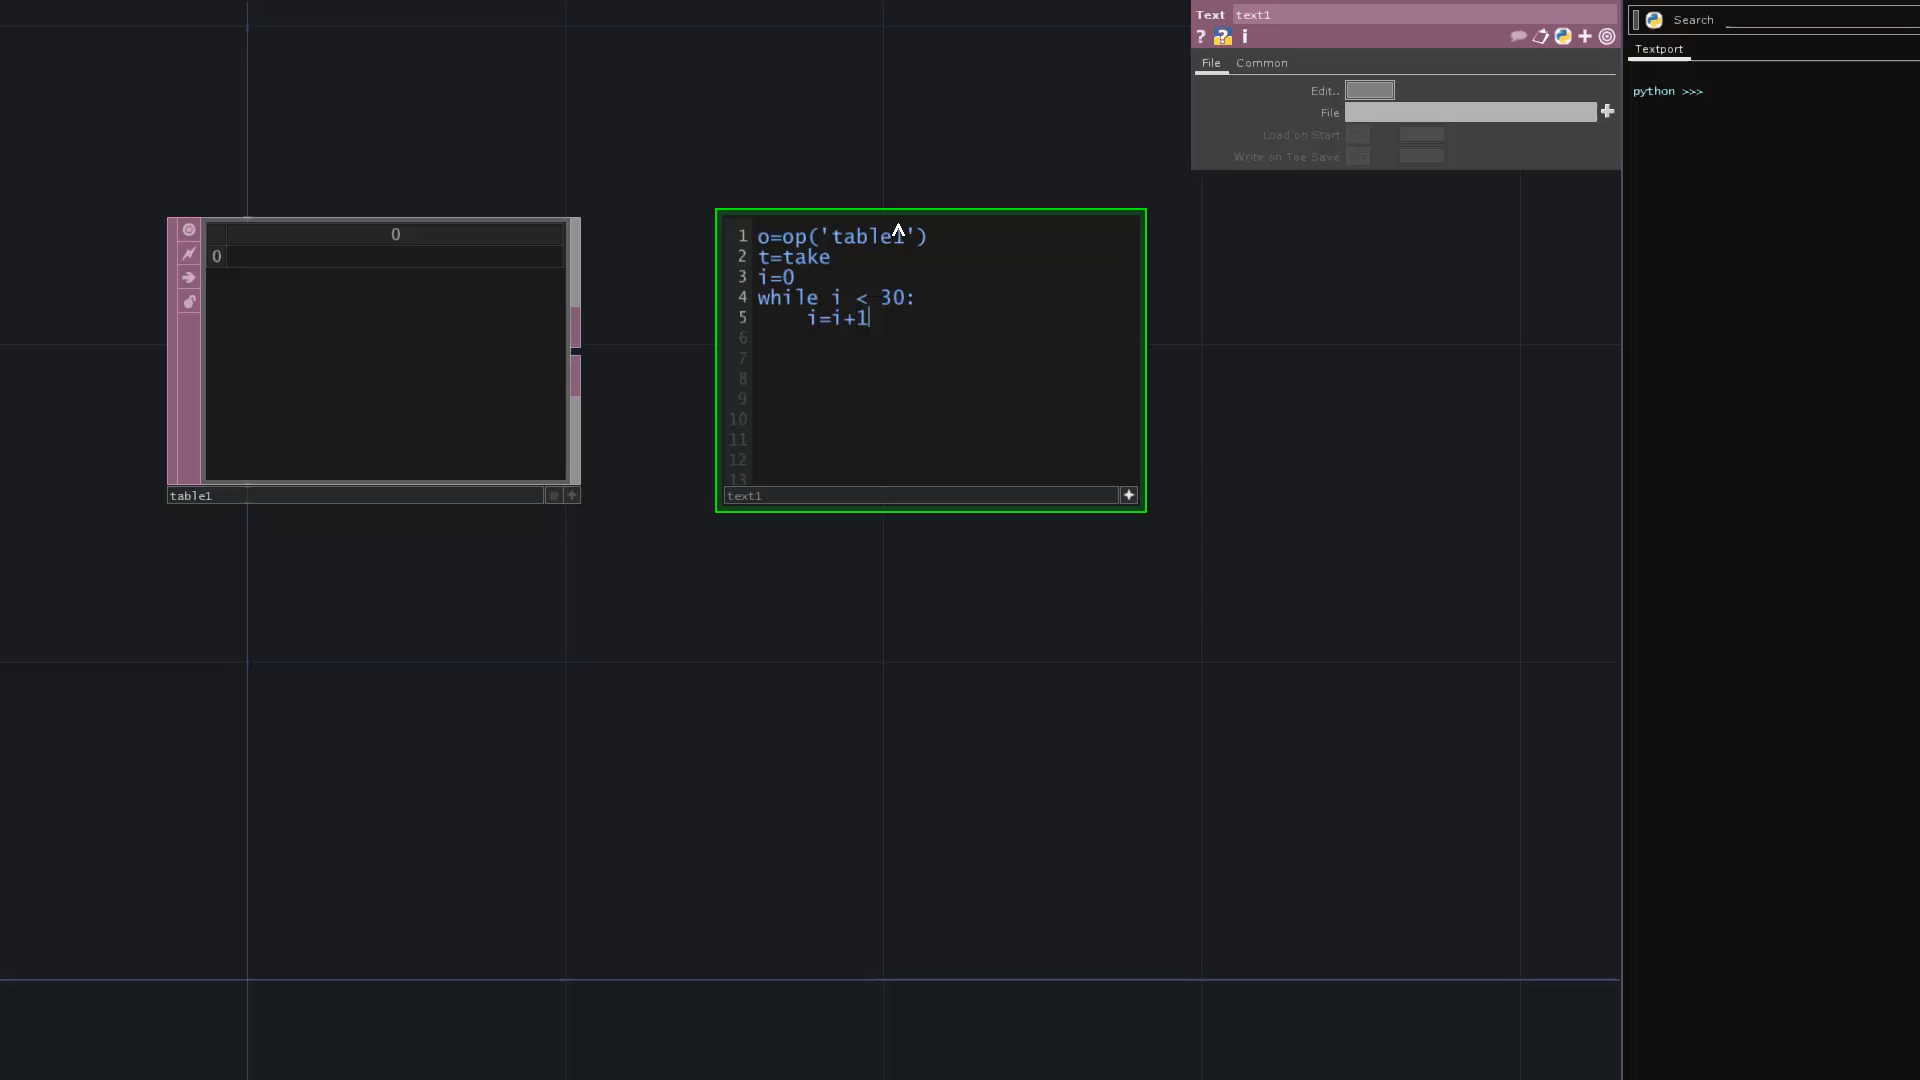 Text text1
? ? i
File Common
Edit..
File
Load on Start
Write on Toe Save
Search
Textport
python >>>
0
0
table1
1 o=op('table1')
2 t=take
3 i=0
4 while i < 30:
5 i=i+1
6
7
8
9
10
11
12
13
text1